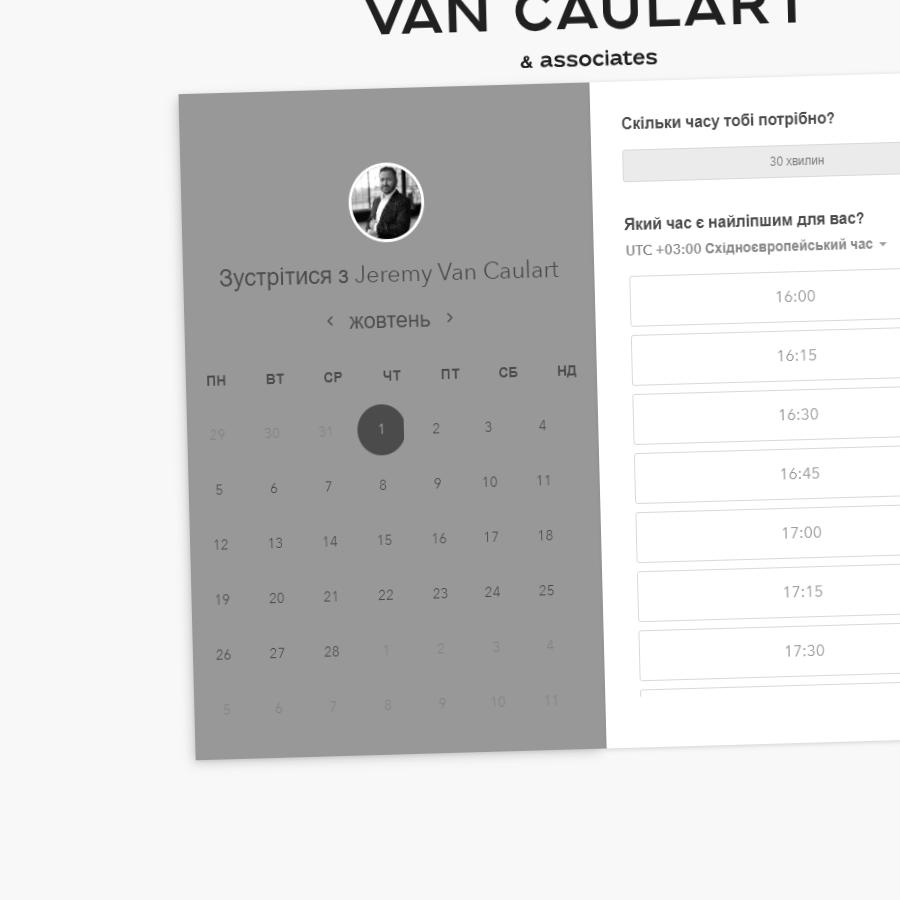 VAN CAULART
& associates
Зустрітися з Jeremy Van Caulart
жовтень
ПН ВТ СР ЧТ ПТ СБ НД
29 30 31 1 2 3 4
5 6 7 8 9 10 11
12 13 14 15 16 17 18
19 20 21 22 23 24 25
26 27 28 1 2 3 4
5 6 7 8 9 10 11
Скільки часу тобі потрібно?
30 хвилин
Який час є найліпшим для вас?
UTC +03:00 Східноєвропейський час
16:00
16:15
16:30
16:45
17:00
17:15
17:30